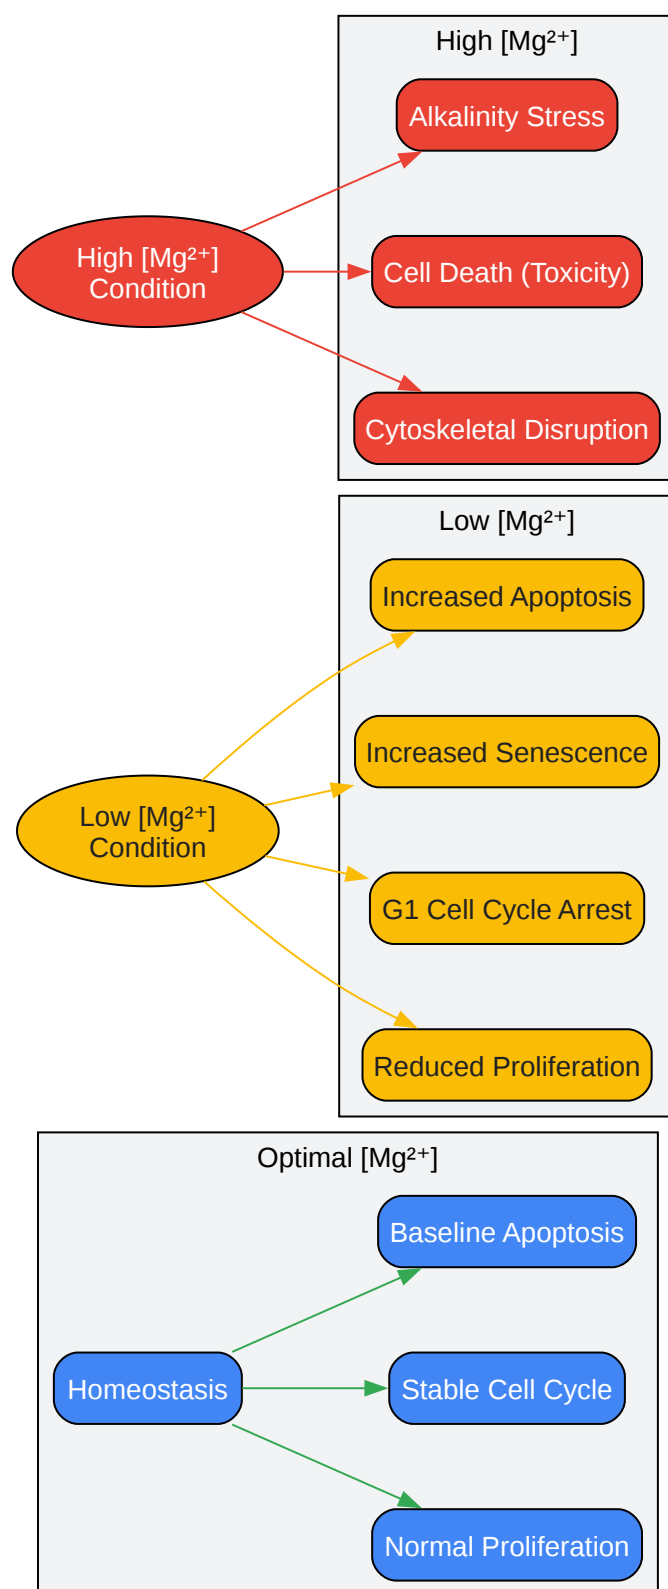 High [Mg²⁺]
Alkalinity Stress
High [Mg²⁺]
Condition
Cell Death (Toxicity)
Cytoskeletal Disruption
Low [Mg²⁺]
Increased Apoptosis
Increased Senescence
Low [Mg²⁺]
Condition
G1 Cell Cycle Arrest
Reduced Proliferation
Optimal [Mg²⁺]
Baseline Apoptosis
Homeostasis
Stable Cell Cycle
Normal Proliferation